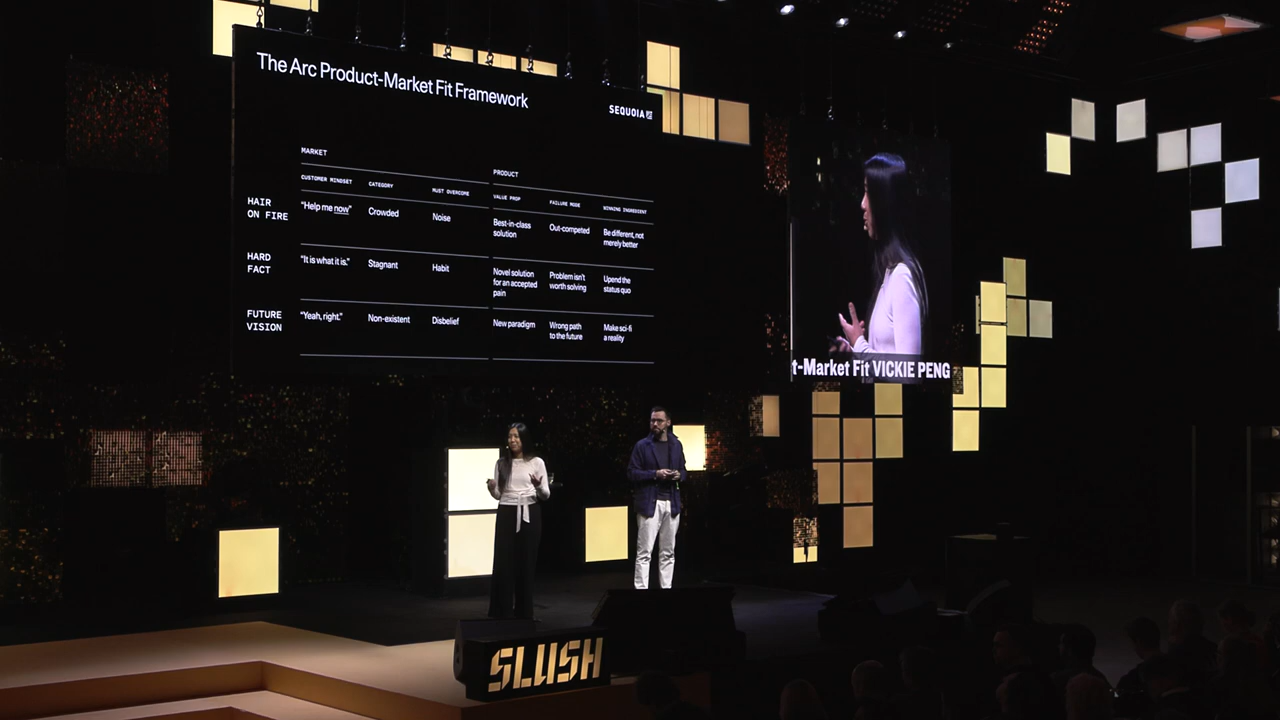 The Arc Product-Market Fit Framework
SEQUOIA
MARKET
PRODUCT
CUSTOMER MINDSET CATEGORY MUST OVERCOME VALUE PROP FAILURE MODE WINNING INGREDIENT
HAIR
ON FIRE
"Help me now"
Crowded
Noise
Best-in-class
solution
Out-competed
Be different, not
merely better
HARD
FACT
"It is what it is."
Stagnant
Habit
Novel solution
for an accepted
pain
Problem isn't
worth solving
Upend the
status quo
FUTURE
VISION
"Yeah, right."
Non-existent
Disbelief
New paradigm
Wrong path
to the future
Make sci-fi
a reality
t-Market Fit VICKIE PENG
SLUSH